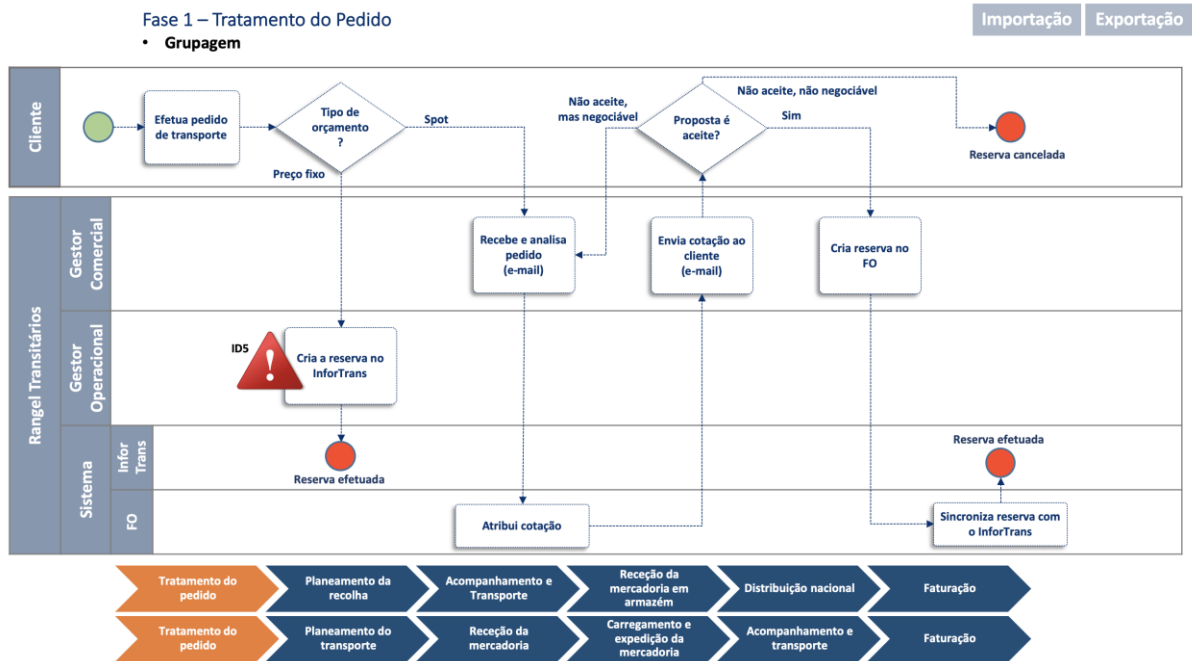 Fase 1 – Tratamento do Pedido
• Grupagem
Importação
Exportação
Cliente
Efetua pedido
de transporte
Tipo de
orçamento
?
Spot
Preço fixo
Não aceite,
mas negociável
Proposta é
aceite?
Não aceite, não negociável
Sim
Reserva cancelada
Rangel Transitários
Gestor
Comercial
Recebe e analisa
pedido
(e-mail)
Envia cotação ao
cliente
(e-mail)
Cria reserva no
FO
Gestor
Operacional
ID5
!
Cria a reserva no
InforTrans
Sistema
Infor
Trans
Reserva efetuada
Reserva efetuada
FO
Atribui cotação
Sincroniza reserva com
o InforTrans
Tratamento do
pedido
Planeamento da
recolha
Acompanhamento e
Transporte
Receção da
mercadoria em
armazém
Distribuição nacional
Faturação
Tratamento do
pedido
Planeamento do
transporte
Receção da
mercadoria
Carregamento e
expedição da
mercadoria
Acompanhamento e
transporte
Faturação